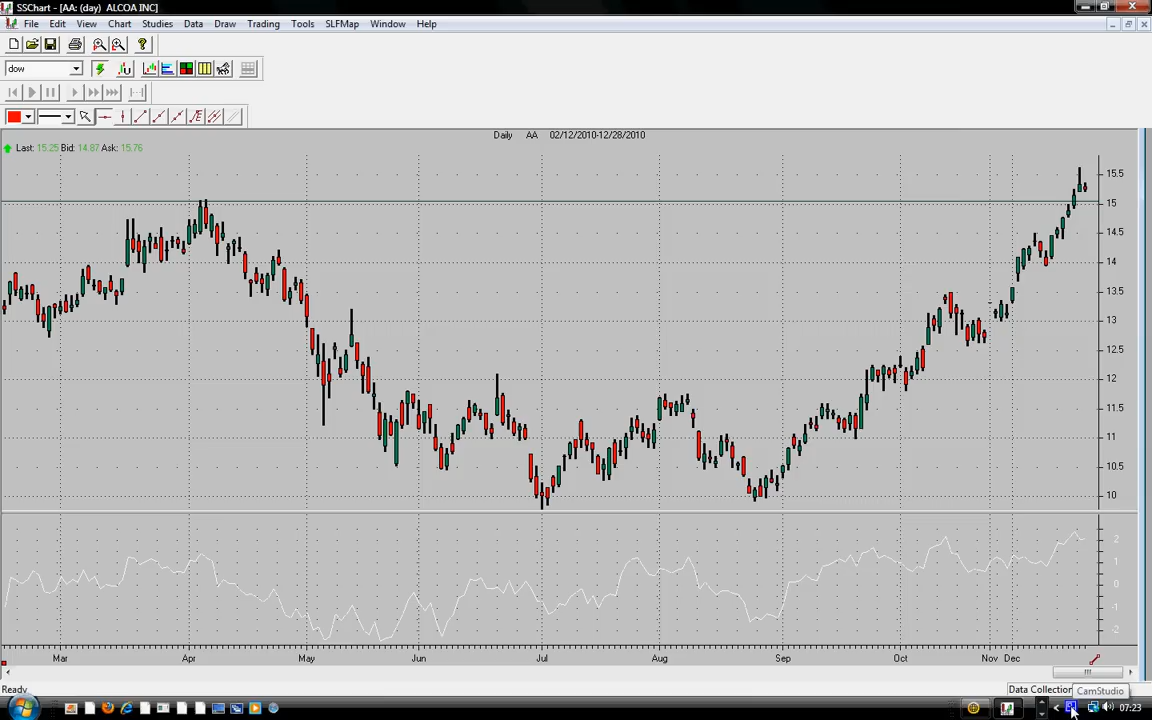 SSChart - [AA: (day) ALCOA INC]
File Edit View Chart Studies Data Draw Trading Tools SLFMap Window Help
dow
Daily AA 02/12/2010-12/28/2010
Last: 15.25 Bid: 14.87 Ask: 15.76
15.5
15
14.5
14
13.5
13
12.5
12
11.5
11
10.5
10
2
1
0
-1
-2
Mar Apr May Jun Jul Aug Sep Oct Nov Dec
Ready
Data Collection
CamStudio
07:23